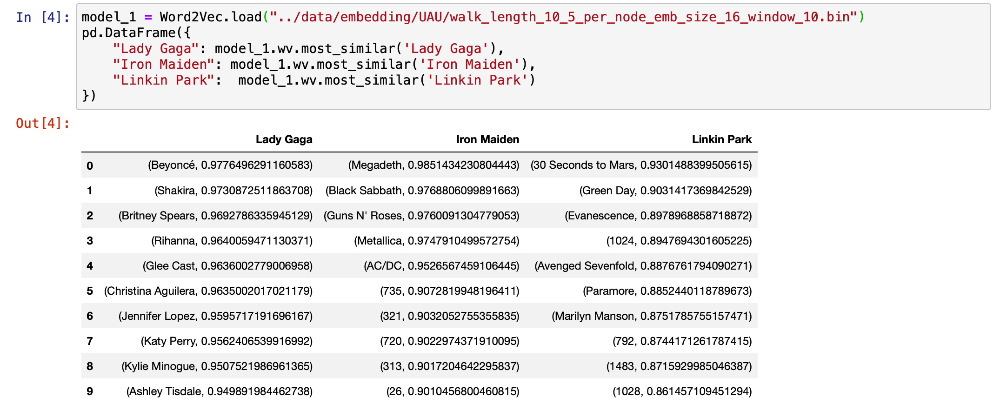 In [4]: model_1 = Word2Vec.load("../data/embedding/UAU/walk_length_10_5_per_node_emb_size_16_window_10.bin")
pd.DataFrame({
    "Lady Gaga": model_1.wv.most_similar('Lady Gaga'),
    "Iron Maiden": model_1.wv.most_similar('Iron Maiden'),
    "Linkin Park":  model_1.wv.most_similar('Linkin Park')
})
Out[4]:
Lady Gaga Iron Maiden Linkin Park
0 (Beyoncé, 0.9776496291160583) (Megadeth, 0.9851434230804443) (30 Seconds to Mars, 0.9301488399505615)
1 (Shakira, 0.9730872511863708) (Black Sabbath, 0.9768806099891663) (Green Day, 0.9031417369842529)
2 (Britney Spears, 0.9692786335945129) (Guns N' Roses, 0.9760091304779053) (Evanescence, 0.8978968858718872)
3 (Rihanna, 0.9640059471130371) (Metallica, 0.9747910499572754) (1024, 0.8947694301605225)
4 (Glee Cast, 0.9636002779006958) (AC/DC, 0.9526567459106445) (Avenged Sevenfold, 0.8876761794090271)
5 (Christina Aguilera, 0.9635002017021179) (735, 0.9072819948196411) (Paramore, 0.8852440118789673)
6 (Jennifer Lopez, 0.9595717191696167) (321, 0.9032052755355835) (Marilyn Manson, 0.8751785755157471)
7 (Katy Perry, 0.9562406539916992) (720, 0.9022974371910095) (792, 0.8744171261787415)
8 (Kylie Minogue, 0.9507521986961365) (313, 0.9017204642295837) (1483, 0.8715929985046387)
9 (Ashley Tisdale, 0.949891984462738) (26, 0.9010456800460815) (1028, 0.861457109451294)